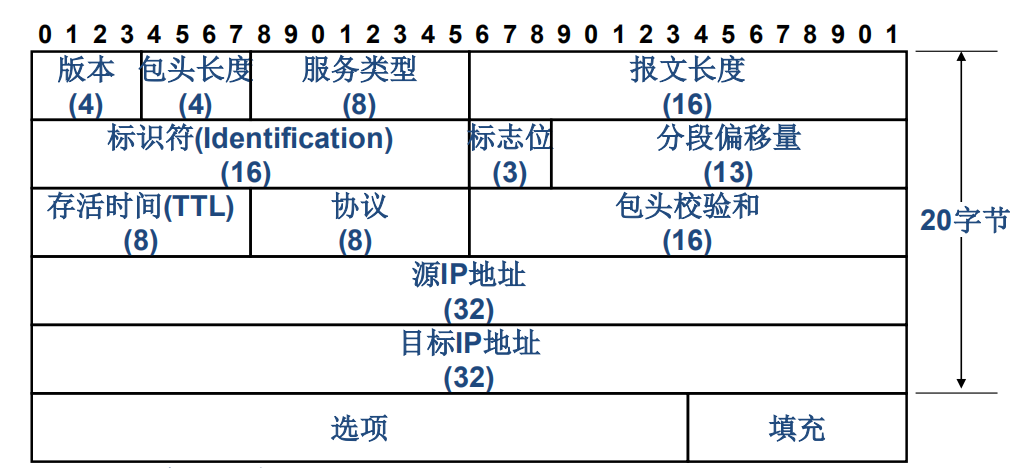 0 1 2 3 4 5 6 7 8 9 0 1 2 3 4 5 6 7 8 9 0 1 2 3 4 5 6 7 8 9 0 1
版本 包头长度 服务类型 报文长度
(4) (4) (8) (16)
标识符(Identification) 标志位 分段偏移量
(16) (3) (13)
存活时间(TTL) 协议 包头校验和
(8) (8) (16)
20字节
源IP地址
(32)
目标IP地址
(32)
选项 填充